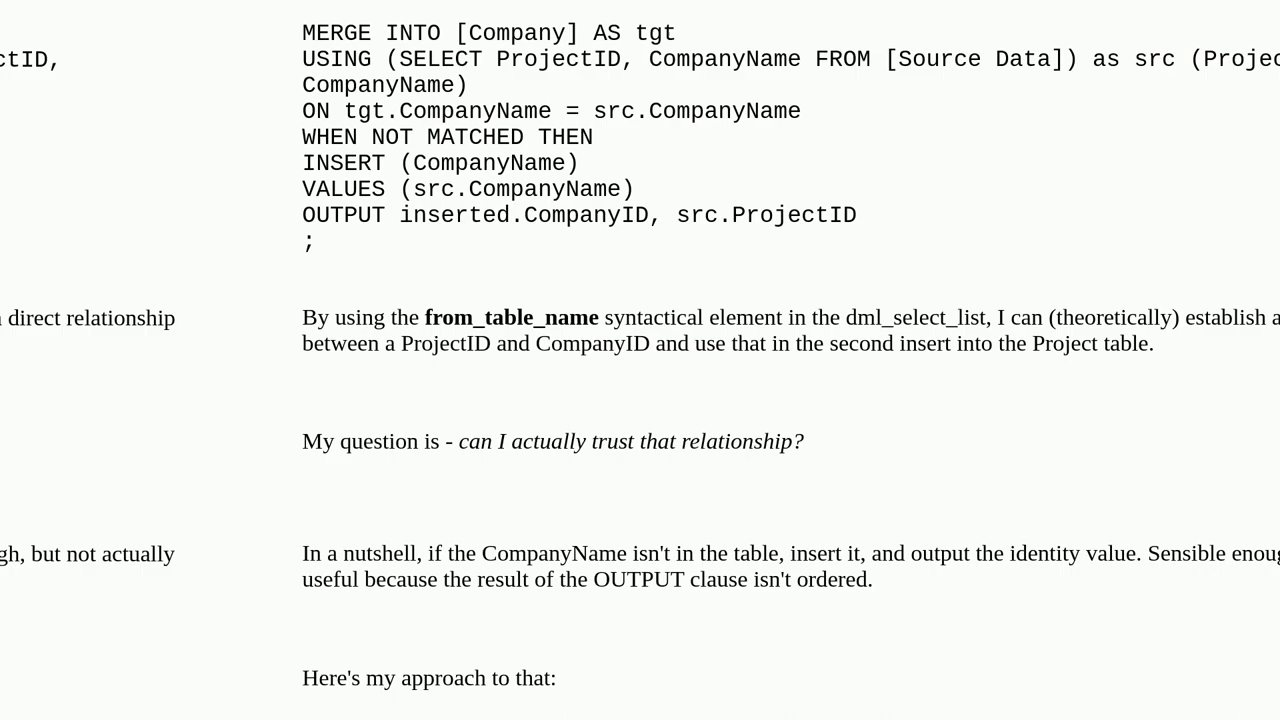 MERGE INTO [Company] AS tgt
ctID,
USING (SELECT ProjectID, CompanyName FROM [Source Data]) as src (Projec
CompanyName)
ON tgt.CompanyName = src.CompanyName
WHEN NOT MATCHED THEN
INSERT (CompanyName)
VALUES (src.CompanyName)
OUTPUT inserted.CompanyID, src.ProjectID
;
direct relationship
By using the from_table_name syntactical element in the dml_select_list, I can (theoretically) establish a
between a ProjectID and CompanyID and use that in the second insert into the Project table.
My question is - can I actually trust that relationship?
gh, but not actually
In a nutshell, if the CompanyName isn't in the table, insert it, and output the identity value. Sensible enoug
useful because the result of the OUTPUT clause isn't ordered.
Here's my approach to that: